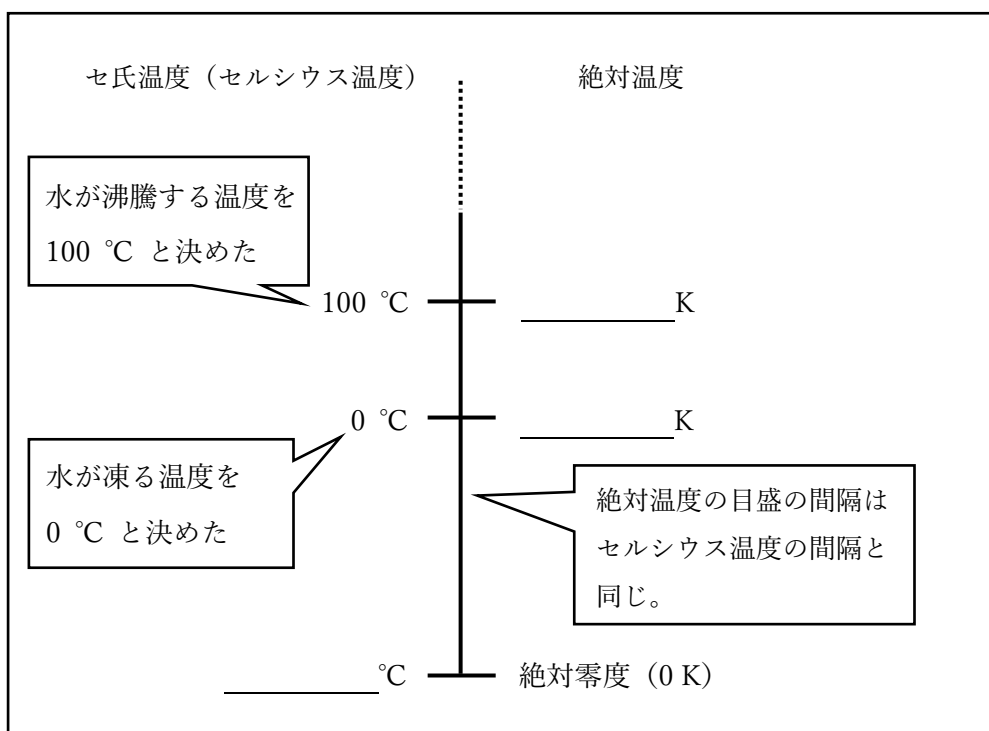 セ氏温度（セルシウス温度）
絶対温度
水が沸騰する温度を
100 ℃ と決めた
100 ℃
K
0 ℃
K
水が凍る温度を
0 ℃ と決めた
絶対温度の目盛の間隔は
セルシウス温度の間隔と
同じ。
℃
絶対零度（0 K）